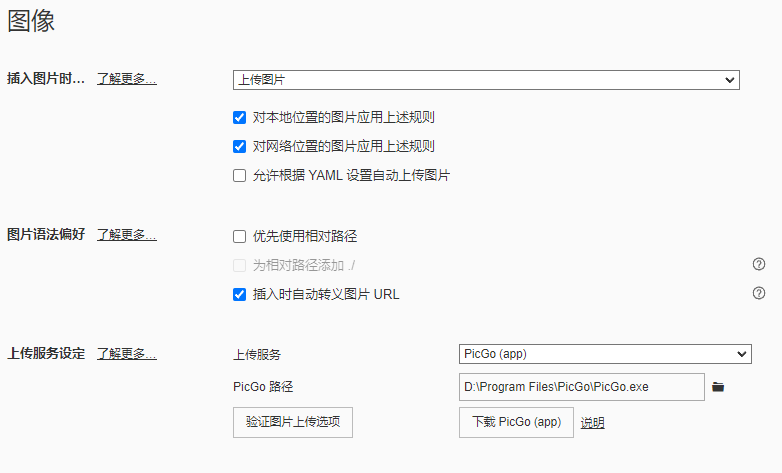 图像
插入图片时… 了解更多… 上传图片
对本地位置的图片应用上述规则
对网络位置的图片应用上述规则
允许根据 YAML 设置自动上传图片
图片语法偏好 了解更多… 优先使用相对路径
为相对路径添加 ./
插入时自动转义图片 URL
上传服务设定 了解更多… 上传服务 PicGo (app)
PicGo 路径 D:\Program Files\PicGo\PicGo.exe
验证图片上传选项 下载 PicGo (app) 说明